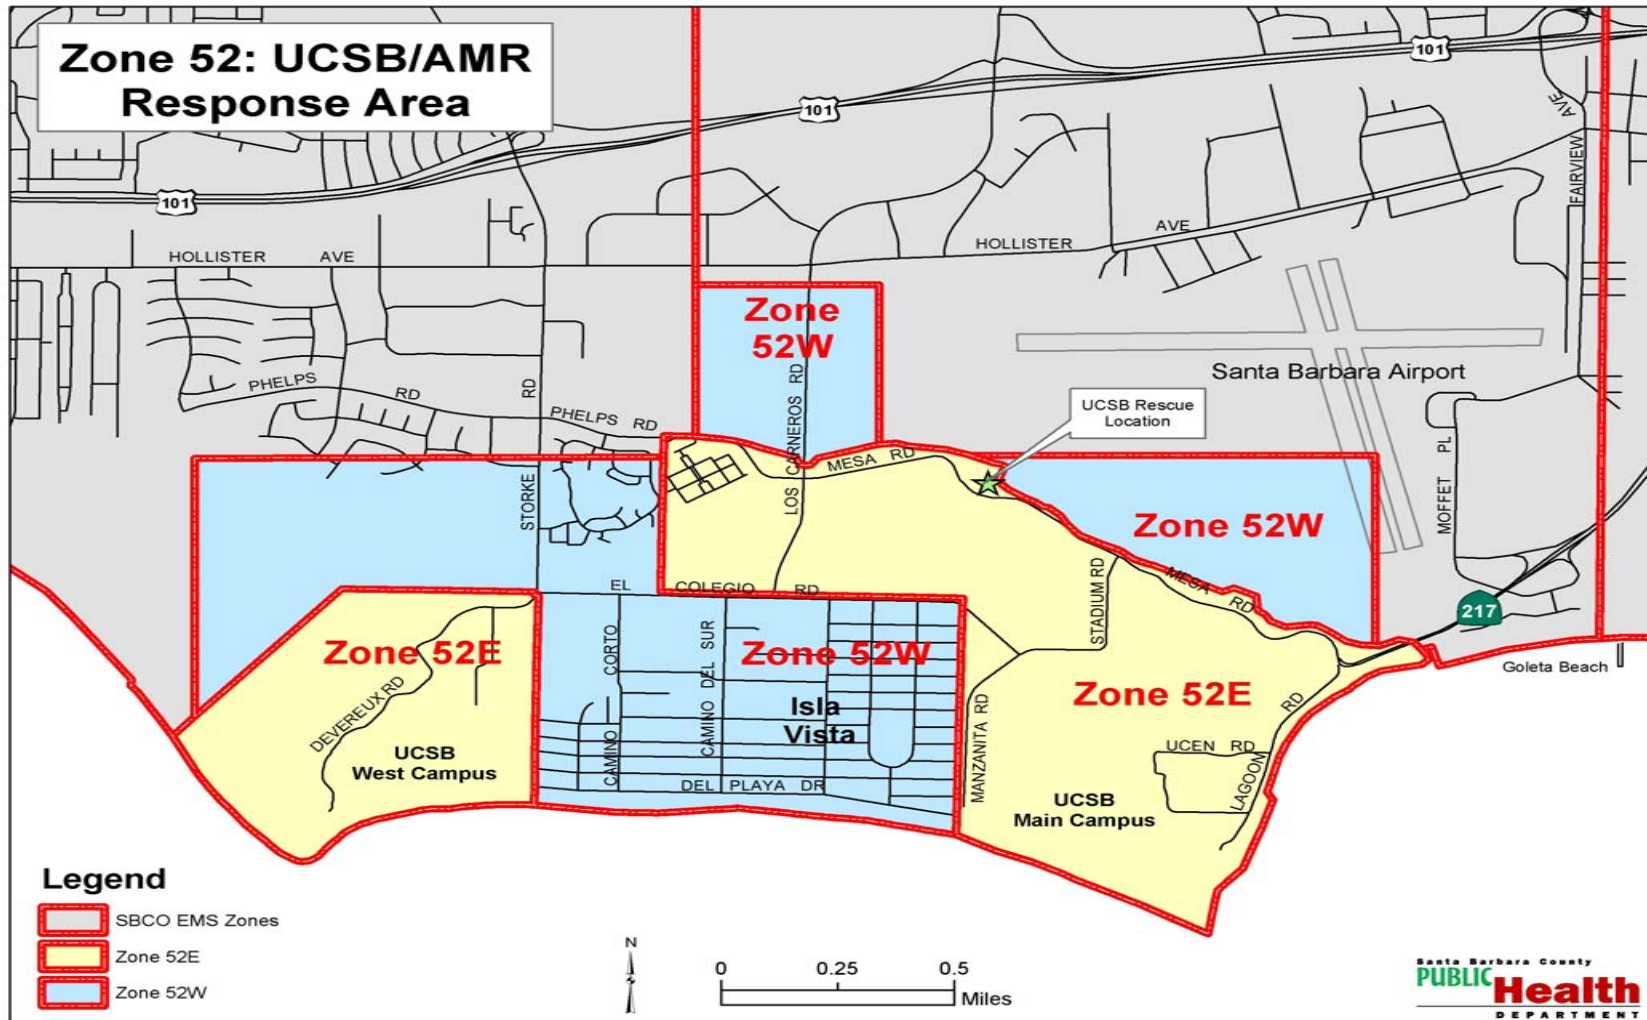 Zone 52: UCSB/AMR
Response Area
101
101
101
AVE
FAIRVIEW
HOLLISTER AVE
HOLLISTER
AVE
Zone
52W
LOS CARNEROS RD
Santa Barbara Airport
PHELPS
RD
PHELPS RD
RD
STORKE
UCSB Rescue
Location
MESA RD
MOFFET PL
Zone 52W
EL COLEGIO RD
STADIUM RD
MESA RD
217
Goleta Beach
Zone 52E
DEVEREUX RD
UCSB
West Campus
CORTO
CAMINO
CAMINO DEL SUR
Zone 52W
Isla
Vista
DEL PLAYA DR
MANZANITA RD
Zone 52E
RD
LAGOON
UCEN RD
UCSB
Main Campus
Legend
SBCO EMS Zones
Zone 52E
Zone 52W
N
0 0.25 0.5
Miles
Santa Barbara County
PUBLIC Health
DEPARTMENT